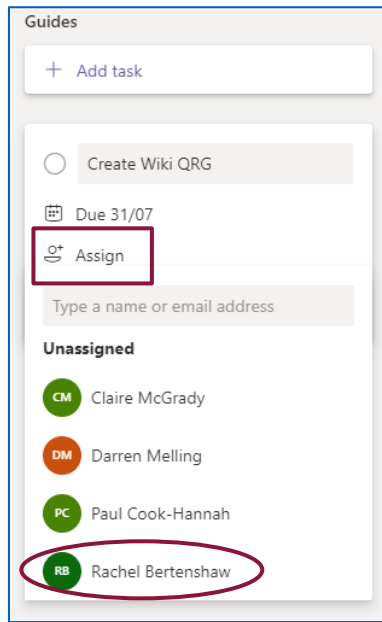 Guides
+ Add task
Create Wiki QRG
Due 31/07
Assign
Type a name or email address
Unassigned
CM Claire McGrady
DM Darren Melling
PC Paul Cook-Hannah
RB Rachel Bertenshaw